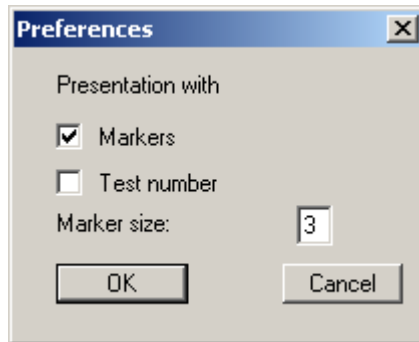 Preferences
Presentation with
Markers
Test number
Marker size: 3
OK Cancel